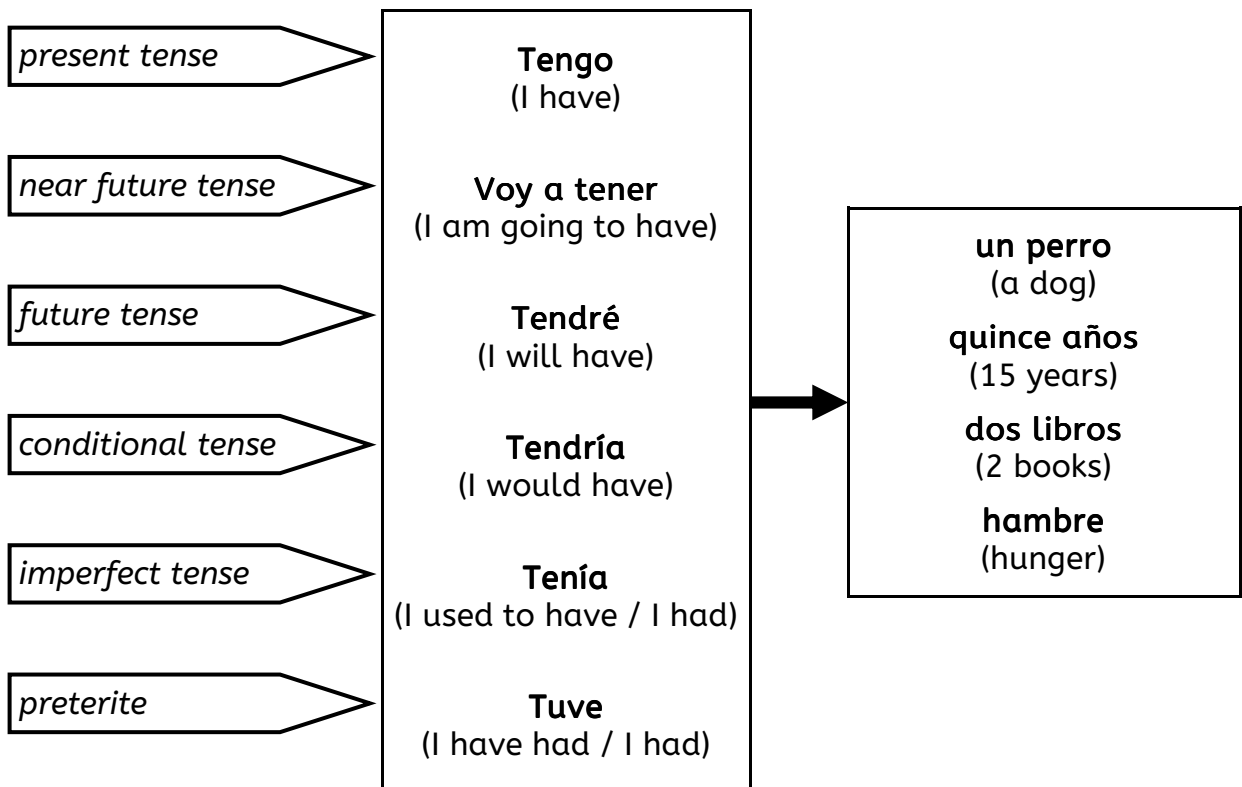 present tense
Tengo
(I have)
near future tense
Voy a tener
(I am going to have)
future tense
Tendré
(I will have)
conditional tense
Tendría
(I would have)
imperfect tense
Tenía
(I used to have / I had)
preterite
Tuve
(I have had / I had)
un perro
(a dog)
quince años
(15 years)
dos libros
(2 books)
hambre
(hunger)